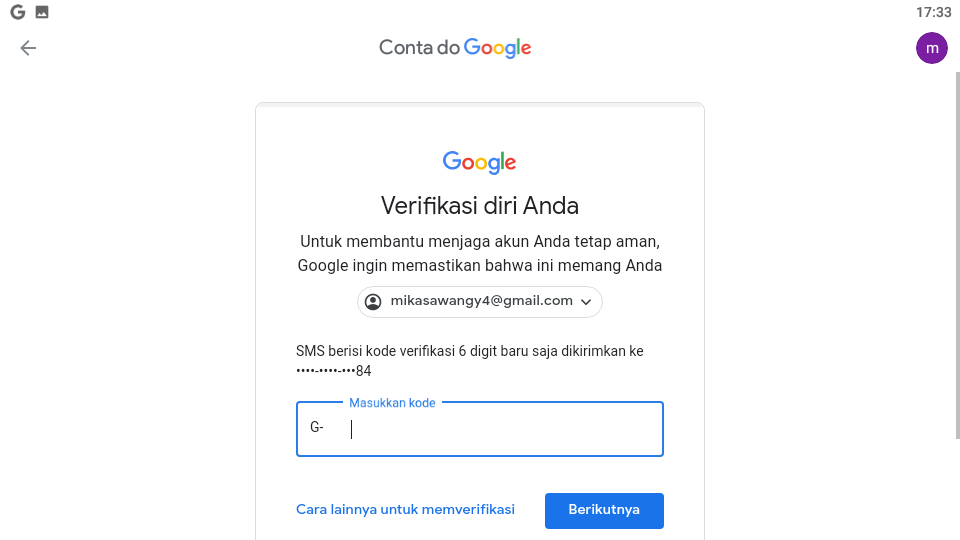 G 17:33
Conta do Google
m
Google
Verifikasi diri Anda
Untuk membantu menjaga akun Anda tetap aman,
Google ingin memastikan bahwa ini memang Anda
mikasawangy4@gmail.com
SMS berisi kode verifikasi 6 digit baru saja dikirimkan ke
••••-••••-•••84
Masukkan kode
G-
Cara lainnya untuk memverifikasi
Berikutnya